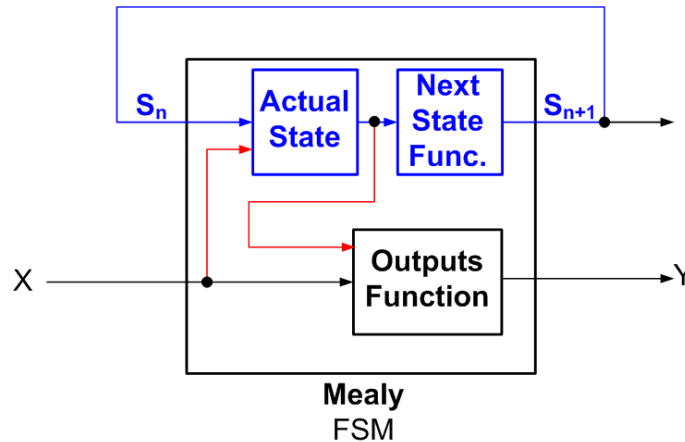 Sn
Actual
State
Next
State
Func.
Sn+1
X
Outputs
Function
Y
Mealy
FSM